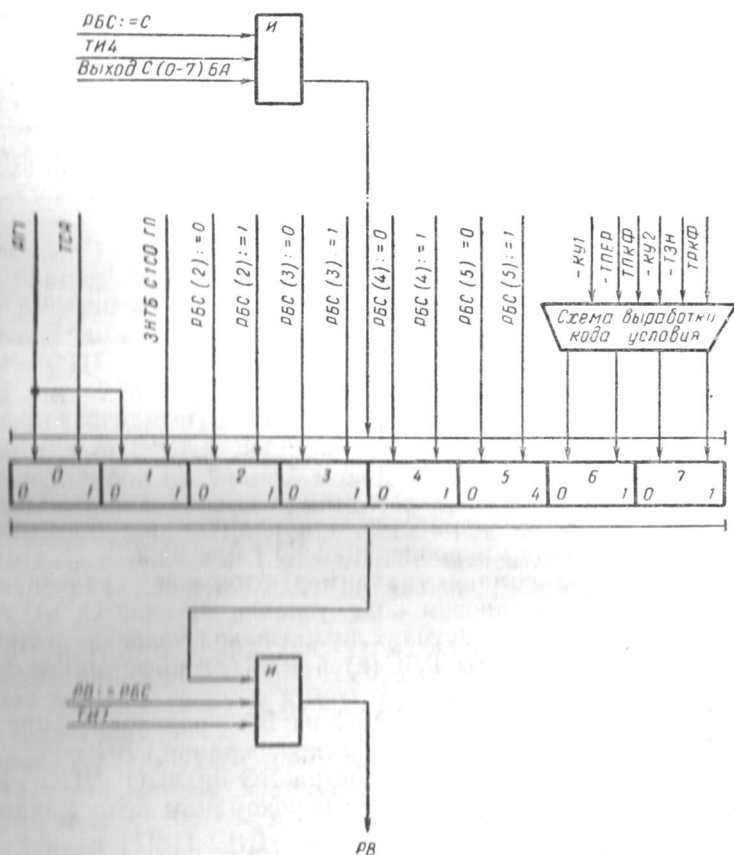 РБС:=С
И
ТИ4
Выход С(0-7) БА
АГП
ТСА
ЗНТБ С1С0 ГП
РБС (2):=0
РБС (2):=1
РБС (3):=0
РБС (3):=1
РБС (4):=0
РБС (4):=1
РБС (5) =0
РБС (5):=1
-КУ1
-ТПЕР
ТПКФ
-КУ2
-ТЗН
ТРКФ
Схема выработки
кода условия
0 1 2 3 4 5 6 7
0 1 0 1 0 1 0 1 0 1 0 4 0 1 0 1
И
РВ:=РБС
РВ